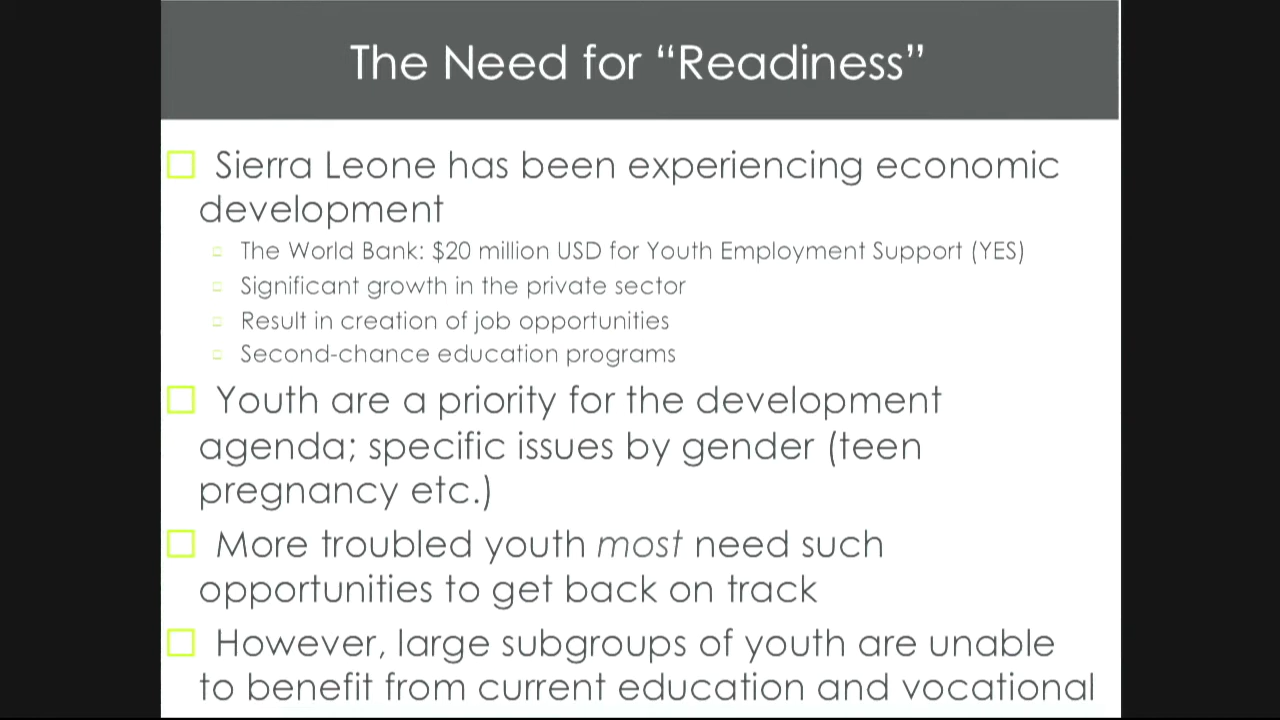 The Need for “Readiness”
Sierra Leone has been experiencing economic
development
The World Bank: $20 million USD for Youth Employment Support (YES)
Significant growth in the private sector
Result in creation of job opportunities
Second-chance education programs
Youth are a priority for the development
agenda; specific issues by gender (teen
pregnancy etc.)
More troubled youth most need such
opportunities to get back on track
However, large subgroups of youth are unable
to benefit from current education and vocational